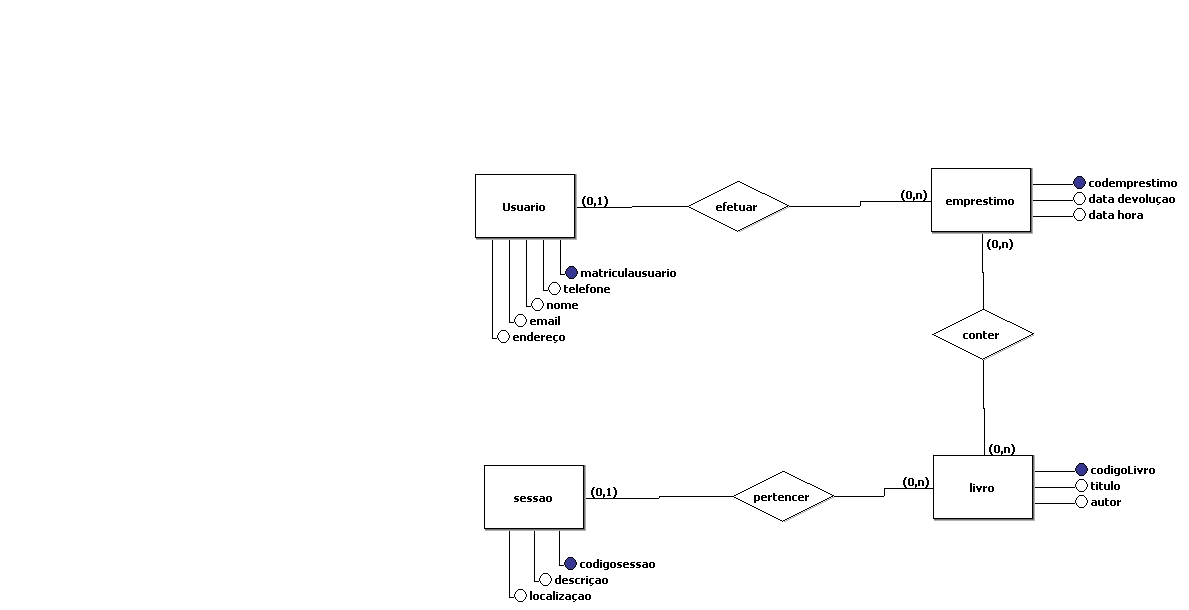 Usuario
(0,1)
efetuar
(0,n)
emprestimo
codemprestimo
data devoluçao
data hora
(0,n)
matriculausuario
telefone
nome
email
endereço
conter
(0,n)
sessao
(0,1)
pertencer
(0,n)
livro
codigoLivro
titulo
autor
codigosessao
descriçao
localizaçao